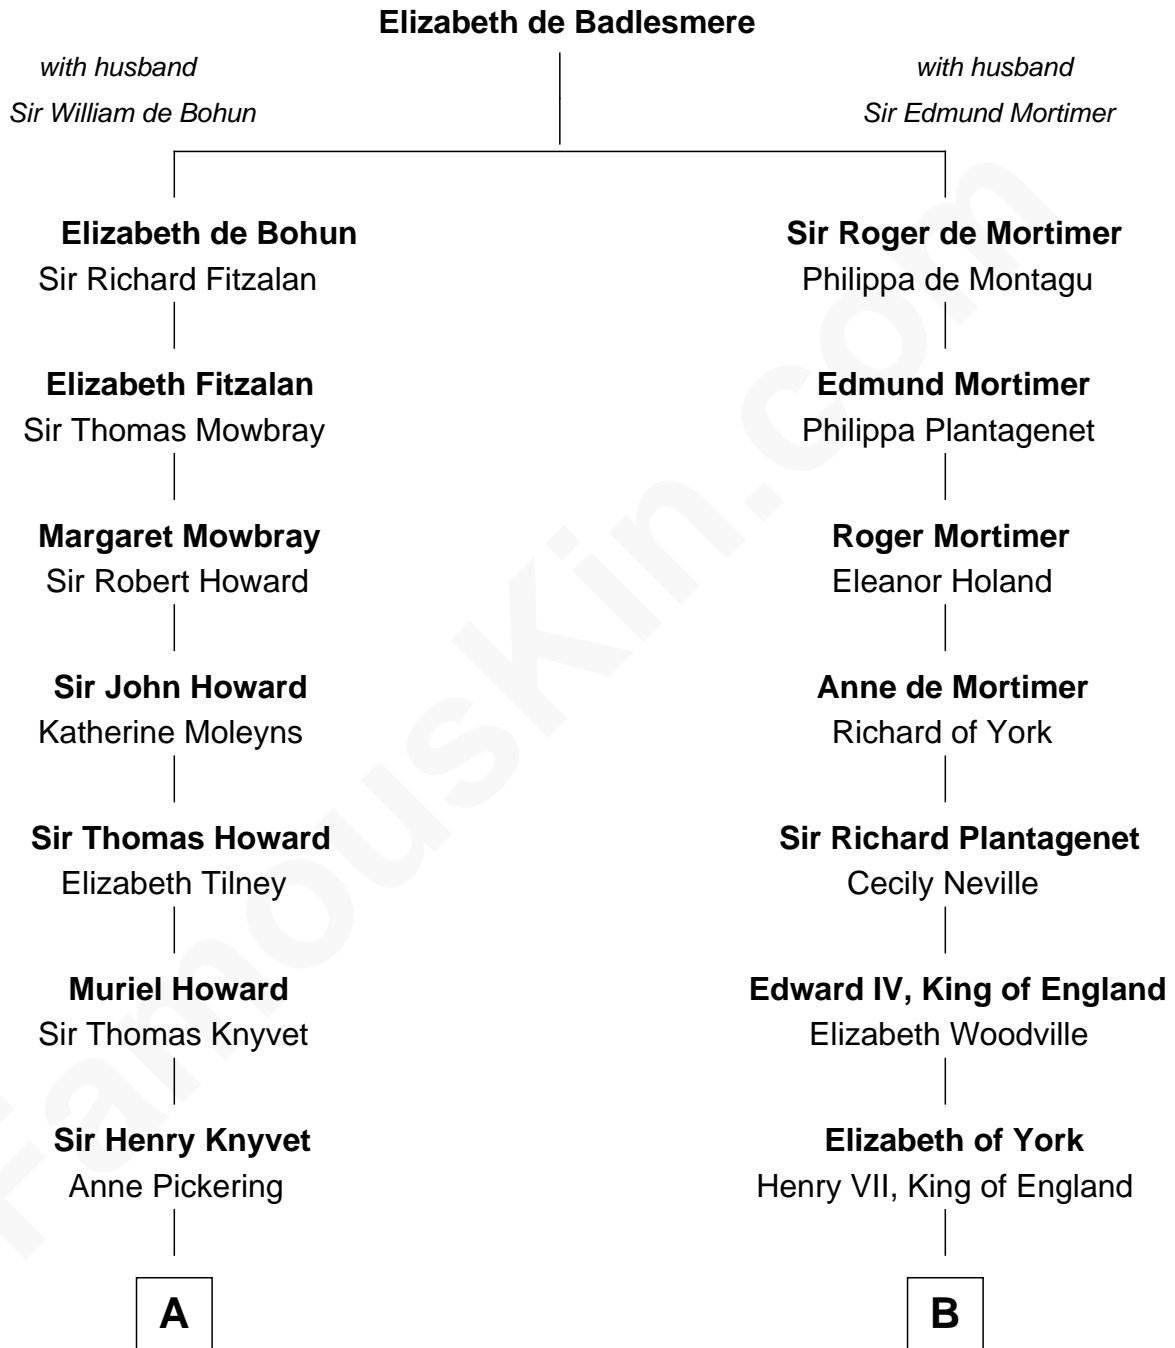 Elizabeth de Badlesmere
with husband
Sir William de Bohun
with husband
Sir Edmund Mortimer
Elizabeth de Bohun
Sir Richard Fitzalan
Sir Roger de Mortimer
Philippa de Montagu
Elizabeth Fitzalan
Sir Thomas Mowbray
Edmund Mortimer
Philippa Plantagenet
Margaret Mowbray
Sir Robert Howard
Roger Mortimer
Eleanor Holand
Sir John Howard
Katherine Moleyns
Anne de Mortimer
Richard of York
Sir Thomas Howard
Elizabeth Tilney
Sir Richard Plantagenet
Cecily Neville
Muriel Howard
Sir Thomas Knyvet
Edward IV, King of England
Elizabeth Woodville
Sir Henry Knyvet
Anne Pickering
Elizabeth of York
Henry VII, King of England
A
B
FamousKin.com